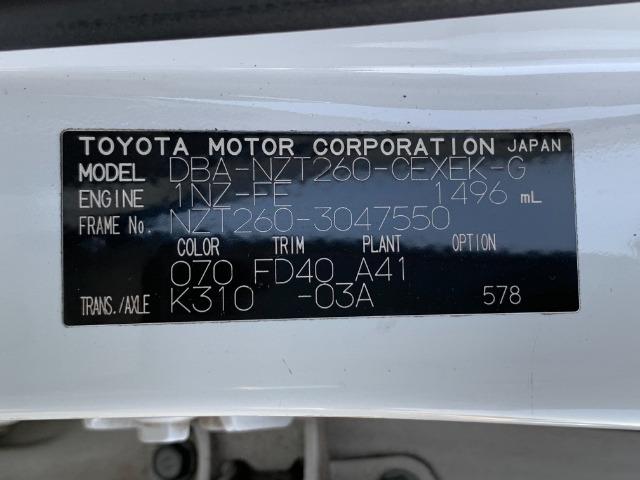 TOYOTA MOTOR CORPORATION JAPAN
MODEL DBA-NZT260-CEXEK-G
ENGINE 1NZ-FE 1496 mL
FRAME No. NZT260-3047550
COLOR TRIM PLANT OPTION
070 FD40 A41
TRANS./AXLE K310 -03A 578